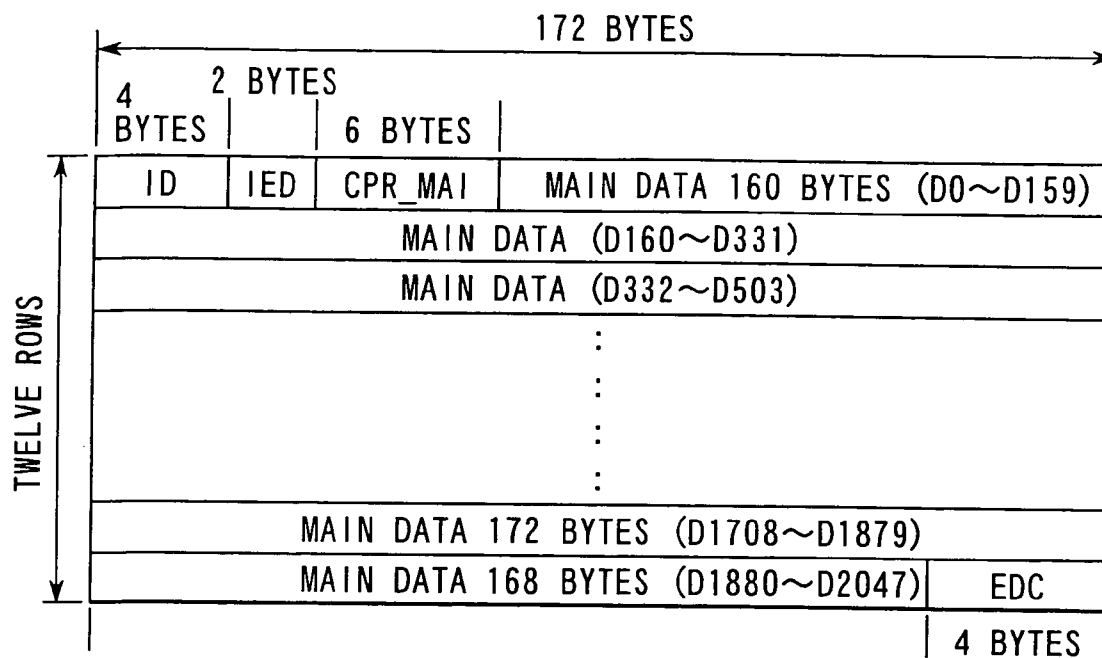 172 BYTES
4 BYTES
2 BYTES
6 BYTES
ID IED CPR_MAI MAIN DATA 160 BYTES (D0～D159)
MAIN DATA (D160～D331)
MAIN DATA (D332～D503)
TWELVE ROWS
MAIN DATA 172 BYTES (D1708～D1879)
MAIN DATA 168 BYTES (D1880～D2047) EDC
4 BYTES